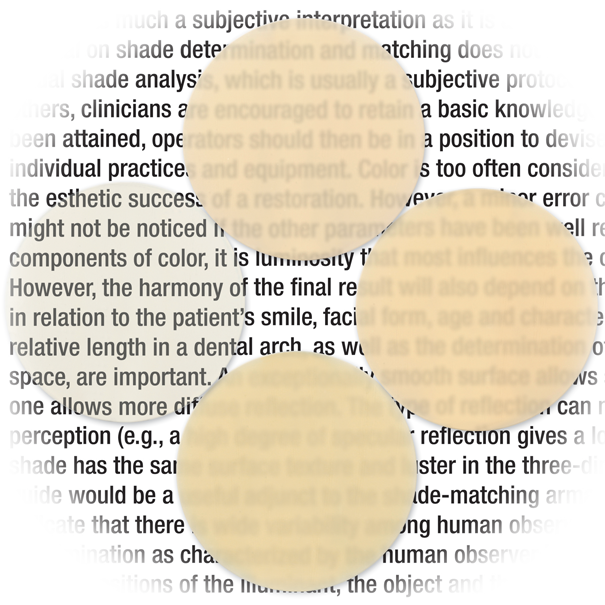 much a subjective interpretation as it is
on shade determination and matching does no
al shade analysis, which is usually a subjective proto
hers, clinicians are encouraged to retain a basic knowledg
been attained, operators should then be in a position to devis
individual practices and equipment. Color is too often conside
the esthetic success of a restoration. However, a minor error c
might not be noticed if the other parameters have been well re
components of color, it is luminosity that most influences the c
However, the harmony of the final result will also depend on th
in relation to the patient's smile, facial form, age and characte
relative length in a dental arch, as well as the determination of
space, are important. An exceptionally smooth surface allows
one allows more diffuse reflection. The type of reflection can
perception (e.g., a high degree of specular reflection gives a lo
shade has the same surface texture and luster in the three-di
ide would be a useful adjunct to the shade-matching arm
cate that there is wide variability among human obse
ination as characterized by the human observ
itions of the illuminant, the object and